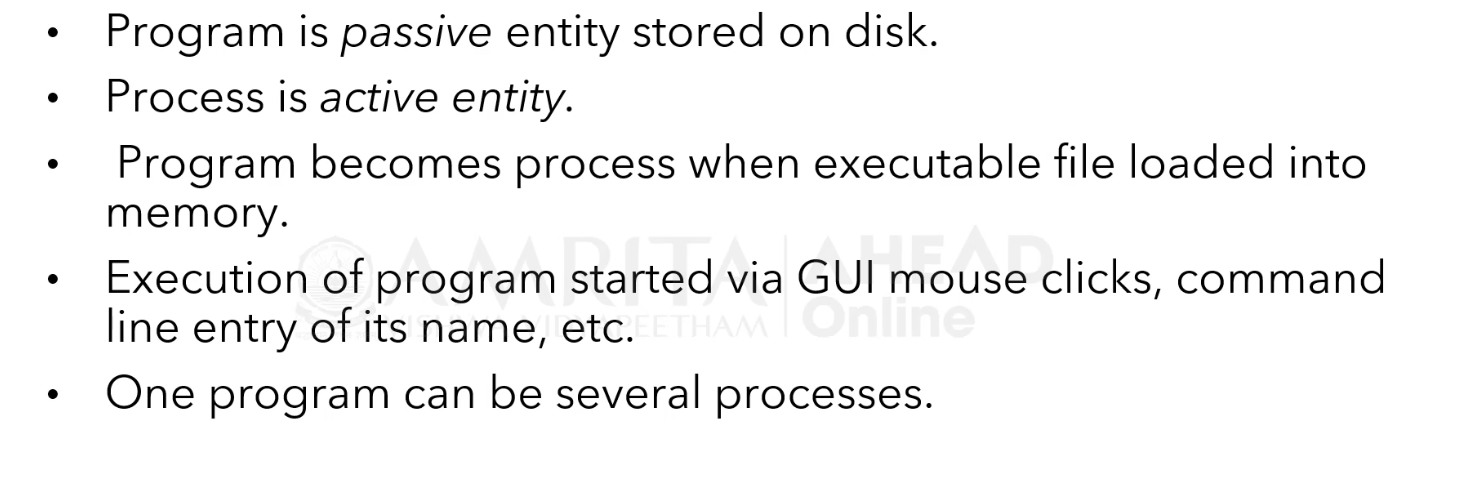 • Program is passive entity stored on disk.
• Process is active entity.
• Program becomes process when executable file loaded into
memory.
AMRITA AHEAD
• Execution of program started via GUI mouse clicks, command
line entry of its name, etc.
VISHWA VIDYAPEETHAM Online
• One program can be several processes.